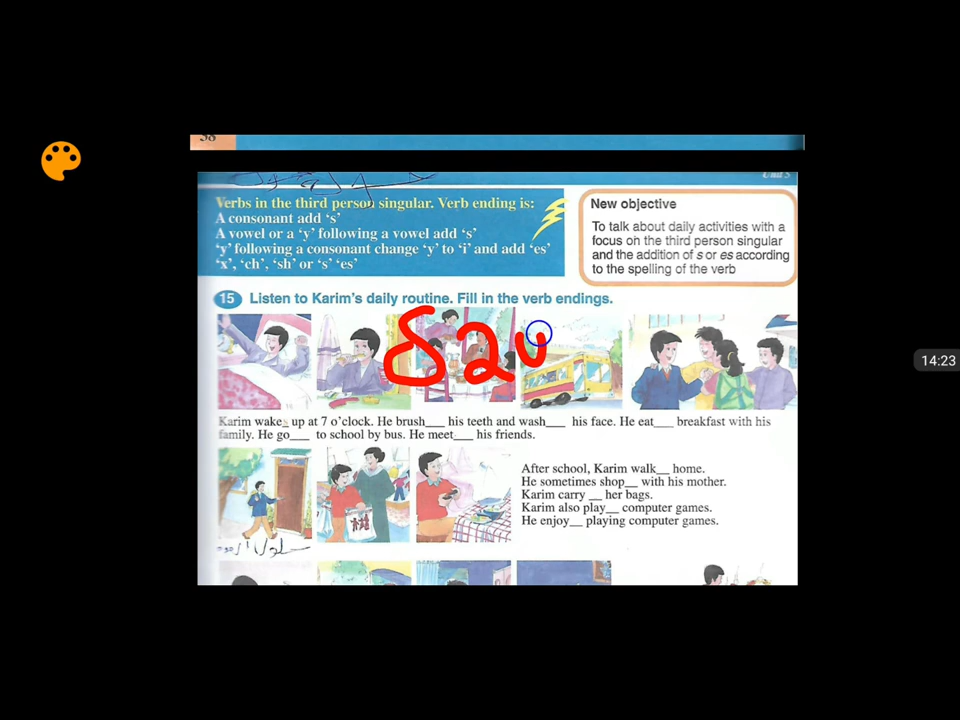 38
Unit 5
Verbs in the third person singular. Verb ending is:
A consonant add ‘s’
A vowel or a ‘y’ following a vowel add ‘s’
‘y’ following a consonant change ‘y’ to ‘i’ and add ‘es’
‘x’, ‘ch’, ‘sh’ or ‘s’ ‘es’
New objective
To talk about daily activities with a
focus on the third person singular
and the addition of s or es according
to the spelling of the verb
15 Listen to Karim’s daily routine. Fill in the verb endings.
Karim wakes up at 7 o’clock. He brush___ his teeth and wash___ his face. He eat___ breakfast with his
family. He go___ to school by bus. He meet___ his friends.
After school, Karim walk__ home.
He sometimes shop__ with his mother.
Karim carry __ her bags.
Karim also play__ computer games.
He enjoy__ playing computer games.
14:23